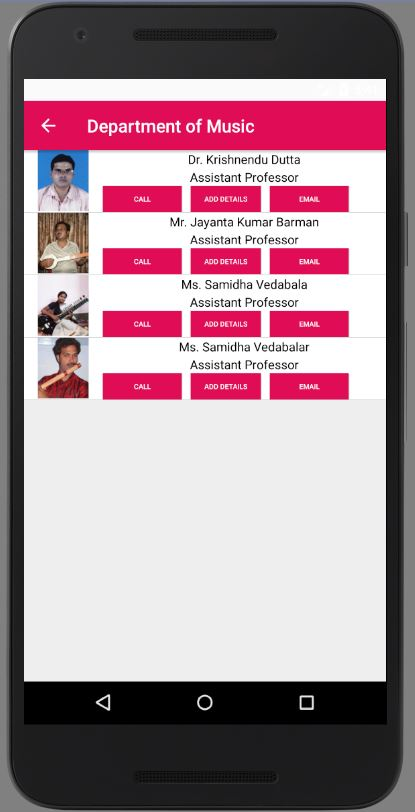 Department of Music
Dr. Krishnendu Dutta
Assistant Professor
CALL ADD DETAILS EMAIL
Mr. Jayanta Kumar Barman
Assistant Professor
CALL ADD DETAILS EMAIL
Ms. Samidha Vedabala
Assistant Professor
CALL ADD DETAILS EMAIL
Ms. Samidha Vedabalar
Assistant Professor
CALL ADD DETAILS EMAIL